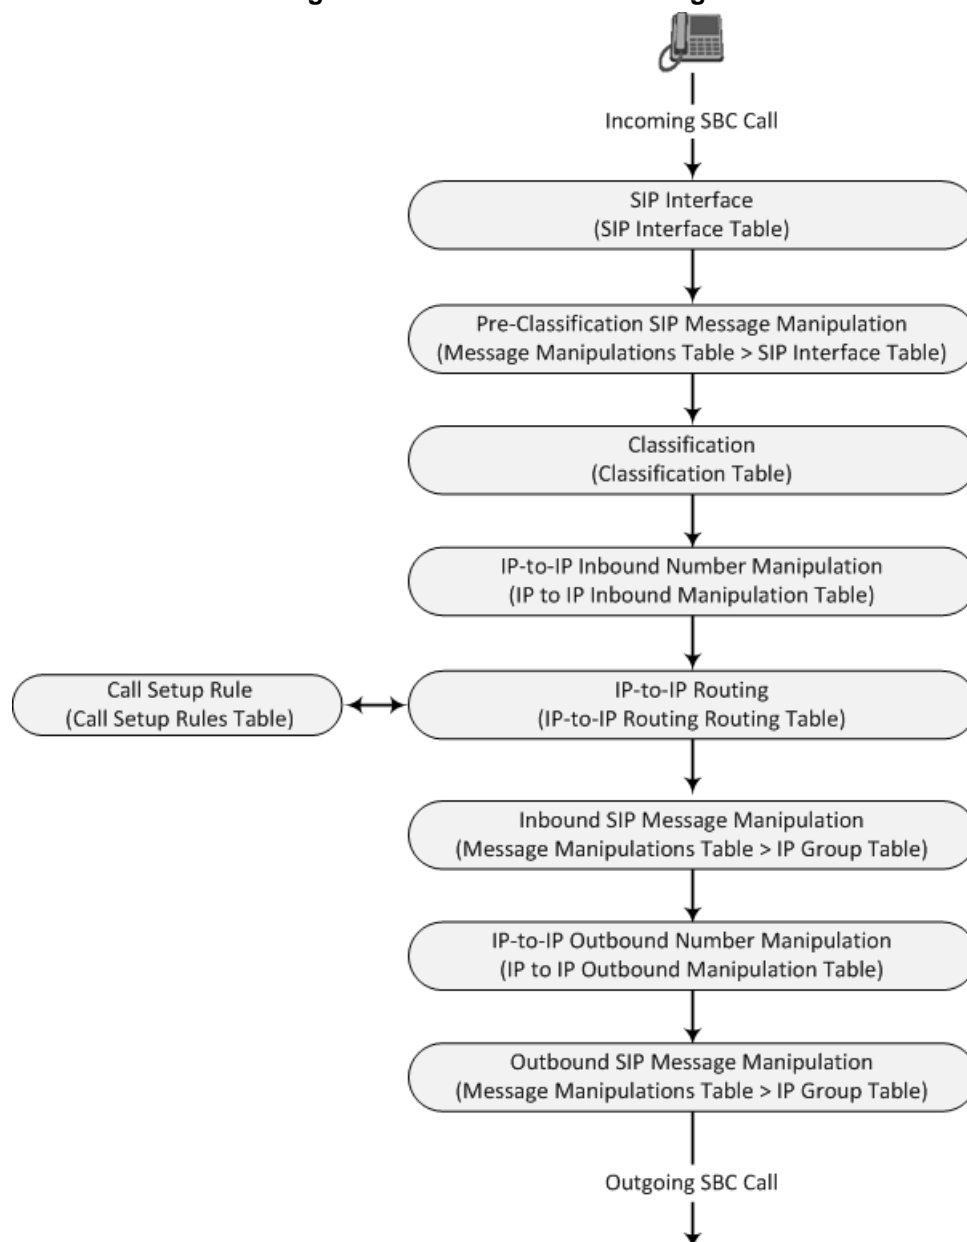 Incoming SBC Call
SIP Interface
(SIP Interface Table)
Pre-Classification SIP Message Manipulation
(Message Manipulations Table > SIP Interface Table)
Classification
(Classification Table)
IP-to-IP Inbound Number Manipulation
(IP to IP Inbound Manipulation Table)
Call Setup Rule
(Call Setup Rules Table)
IP-to-IP Routing
(IP-to-IP Routing Routing Table)
Inbound SIP Message Manipulation
(Message Manipulations Table > IP Group Table)
IP-to-IP Outbound Number Manipulation
(IP to IP Outbound Manipulation Table)
Outbound SIP Message Manipulation
(Message Manipulations Table > IP Group Table)
Outgoing SBC Call